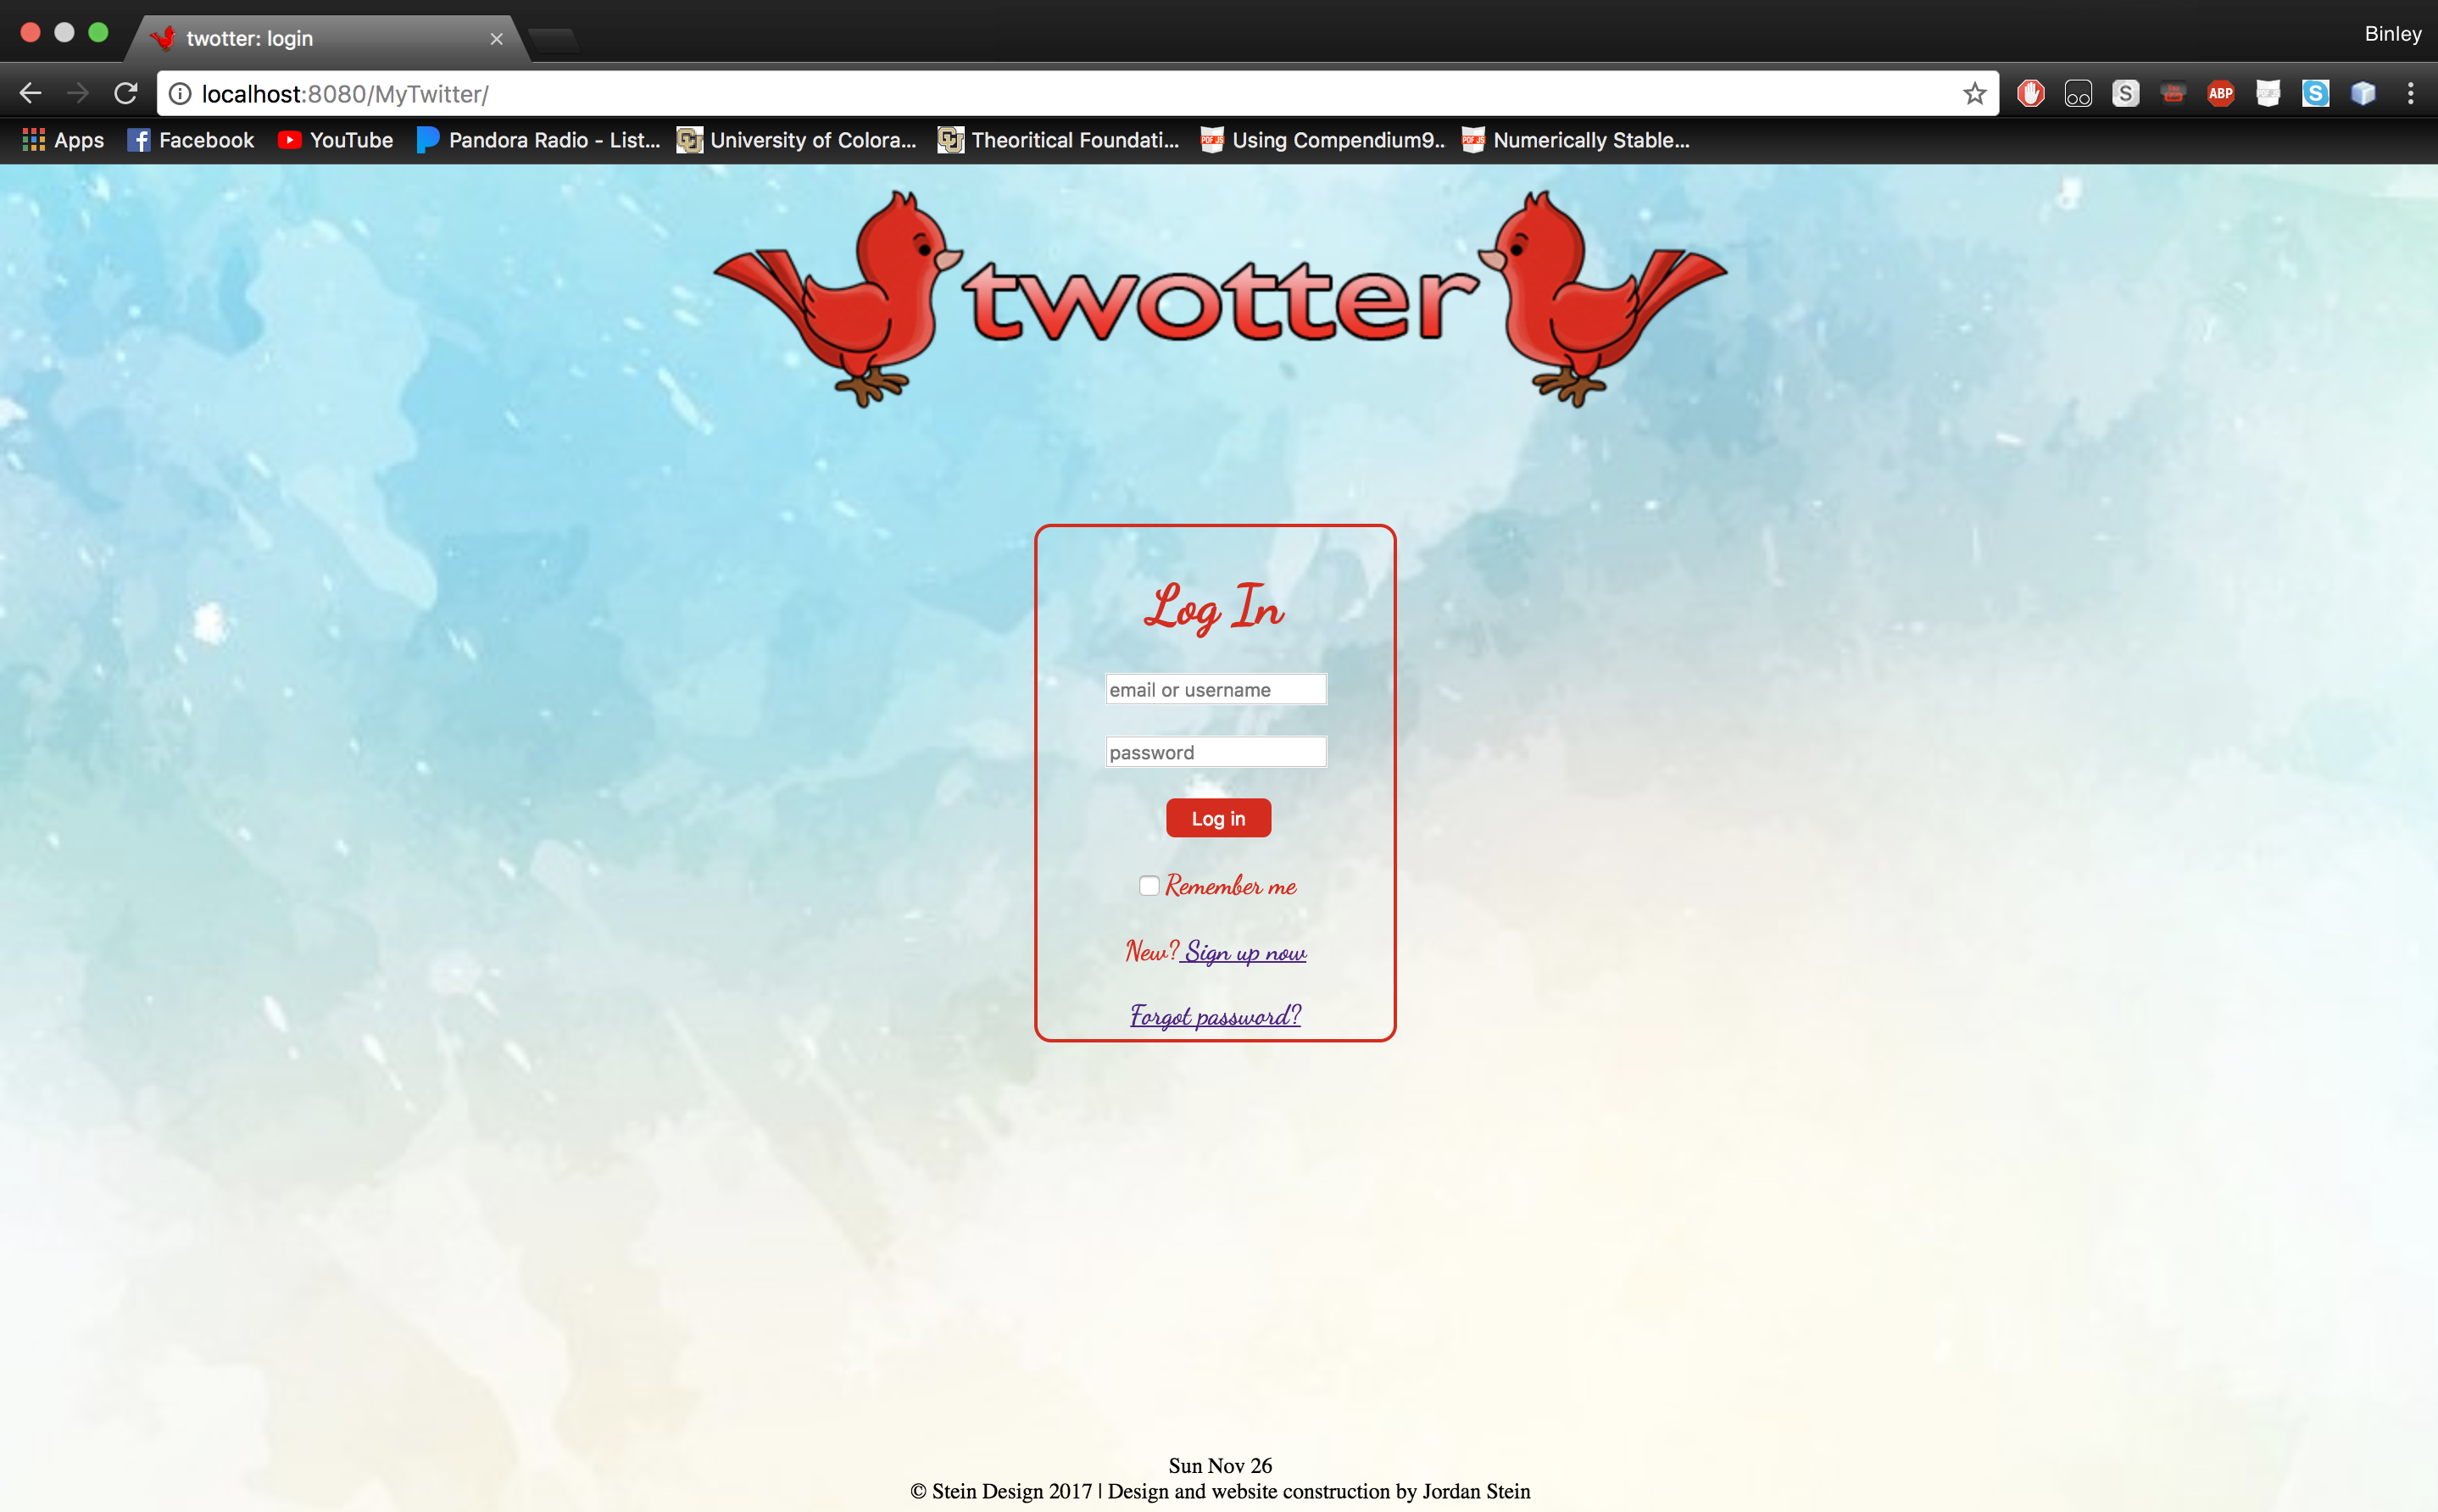 twotter: login
Binley
localhost:8080/MyTwitter/
Apps Facebook YouTube Pandora Radio - List... University of Colora... Theoritical Foundati... Using Compendium9... Numerically Stable...
twotter
Log In
email or username
password
Log in
Remember me
New? Sign up now
Forgot password?
Sun Nov 26
© Stein Design 2017 | Design and website construction by Jordan Stein